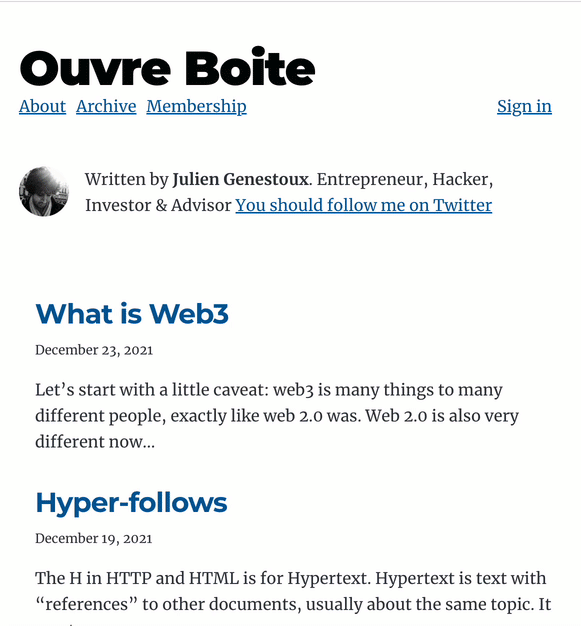 Ouvre Boite
About Archive Membership Sign in
Written by Julien Genestoux. Entrepreneur, Hacker,
Investor & Advisor You should follow me on Twitter
What is Web3
December 23, 2021
Let’s start with a little caveat: web3 is many things to many
different people, exactly like web 2.0 was. Web 2.0 is also very
different now...
Hyper-follows
December 19, 2021
The H in HTTP and HTML is for Hypertext. Hypertext is text with
“references” to other documents, usually about the same topic. It